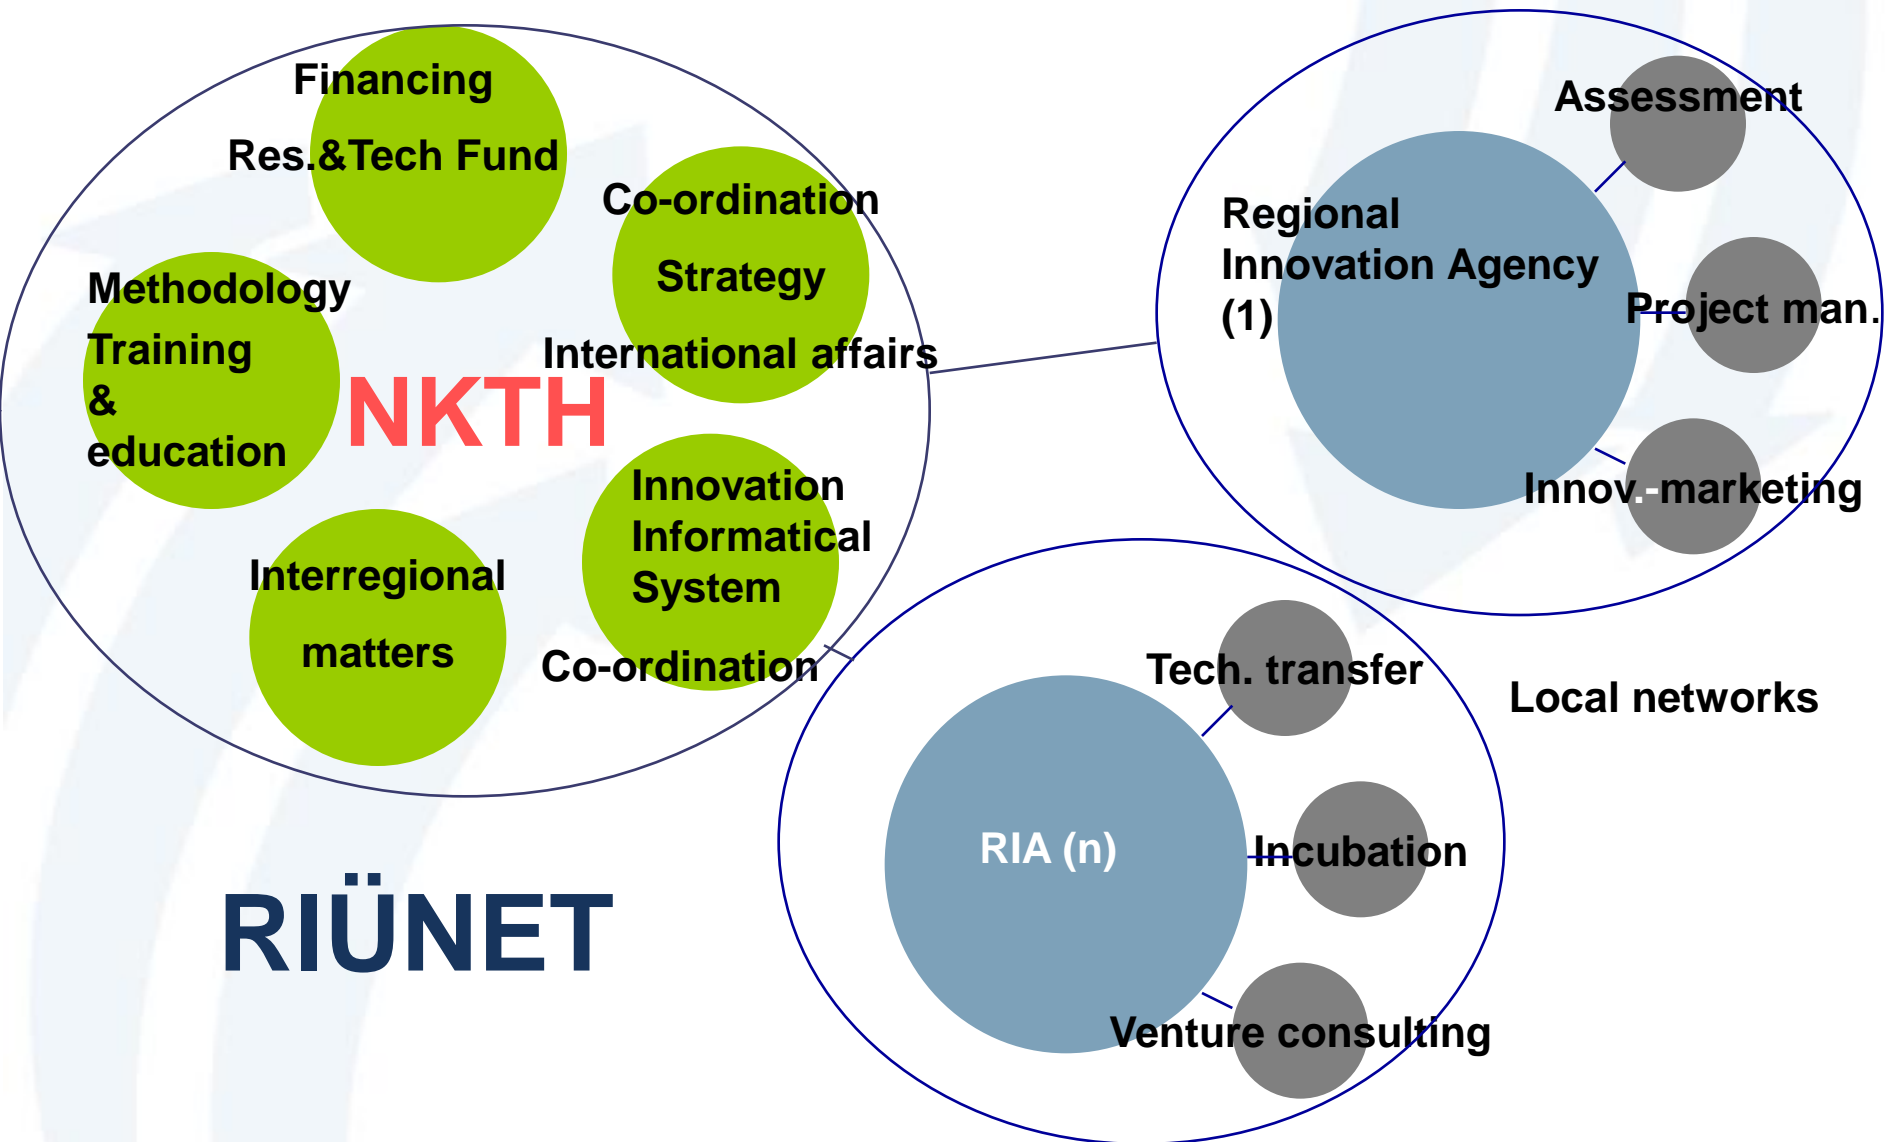 Financing
Res.&Tech Fund
Co-ordination
Strategy
International affairs
Methodology
Training
&
education
NKTH
Innovation
Informatical
System
Co-ordination
Interregional
matters
RIÜNET
Regional
Innovation Agency
(1)
Assessment
Project man.
Innov.-marketing
RIA (n)
Tech. transfer
Incubation
Venture consulting
Local networks